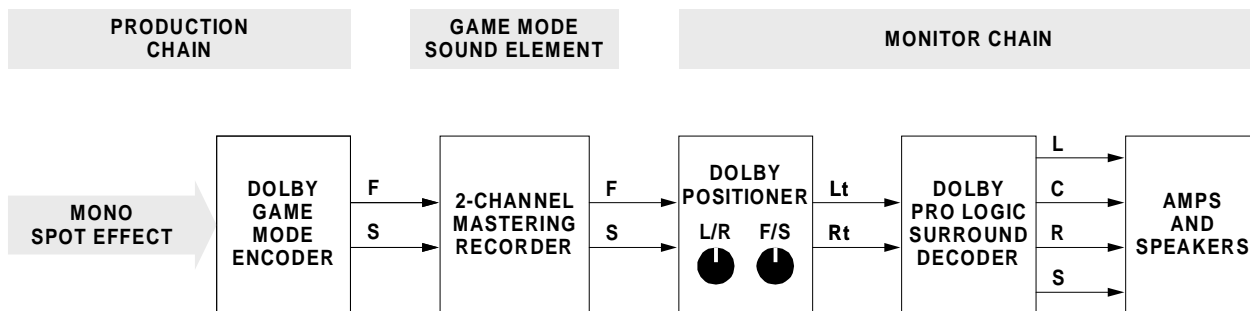 PRODUCTION
CHAIN
GAME MODE
SOUND ELEMENT
MONITOR CHAIN
MONO
SPOT EFFECT
DOLBY
GAME
MODE
ENCODER
F
S
2-CHANNEL
MASTERING
RECORDER
F
S
DOLBY
POSITIONER
L/R F/S
Lt
Rt
DOLBY
PRO LOGIC
SURROUND
DECODER
L
C
R
S
AMPS
AND
SPEAKERS